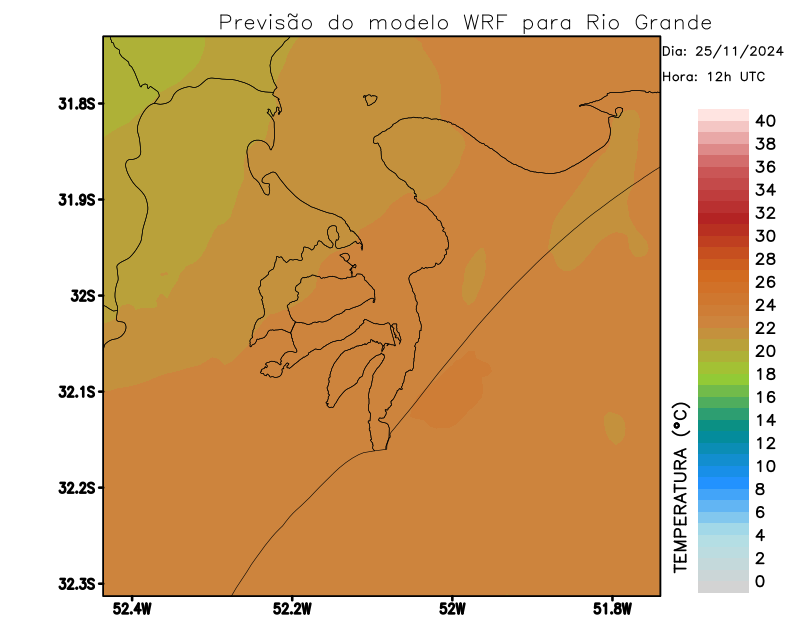 Previsão do modelo WRF para Rio Grande
Dia: 25/11/2024
Hora: 12h UTC
31.8S
31.9S
32S
32.1S
32.2S
32.3S
52.4W
52.2W
52W
51.8W
TEMPERATURA (ºC)
40
38
36
34
32
30
28
26
24
22
20
18
16
14
12
10
8
6
4
2
0